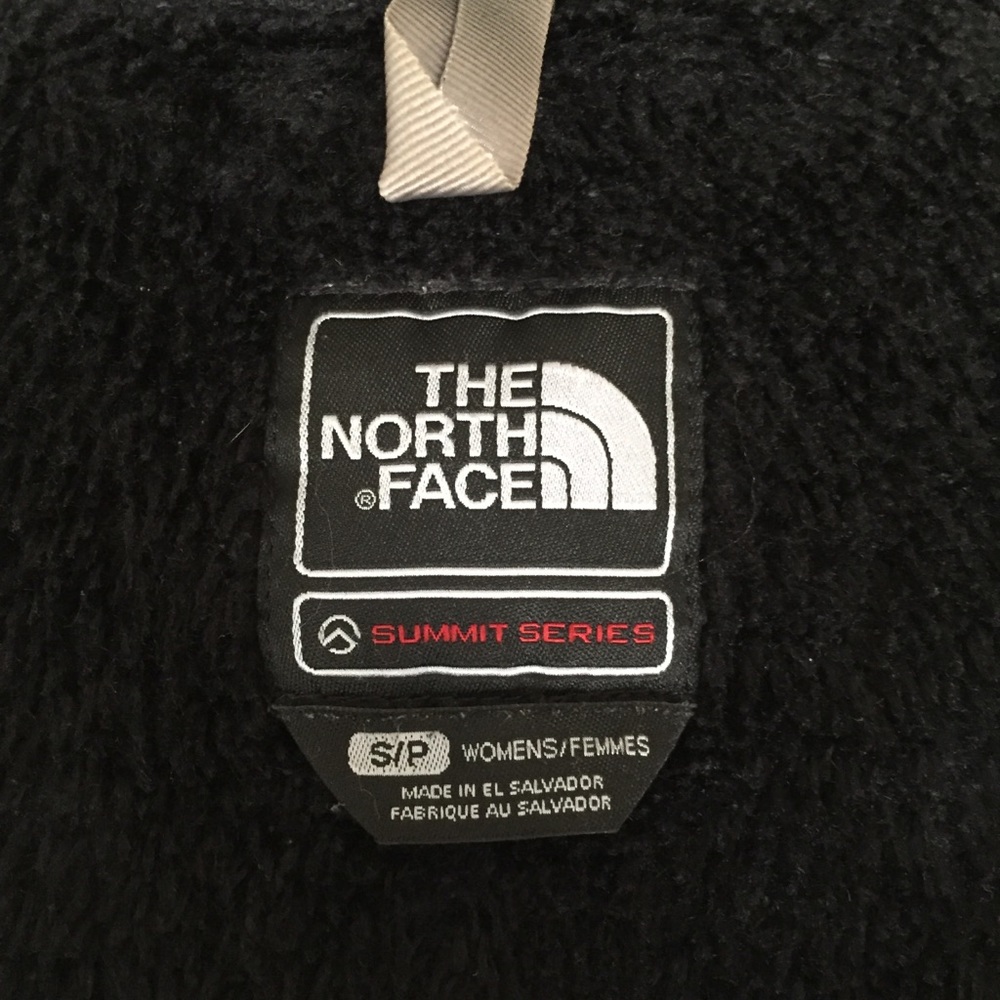 THE
NORTH
® FACE
SUMMIT SERIES
S/P WOMENS/FEMMES
MADE IN EL SALVADOR
FABRIQUE AU SALVADOR